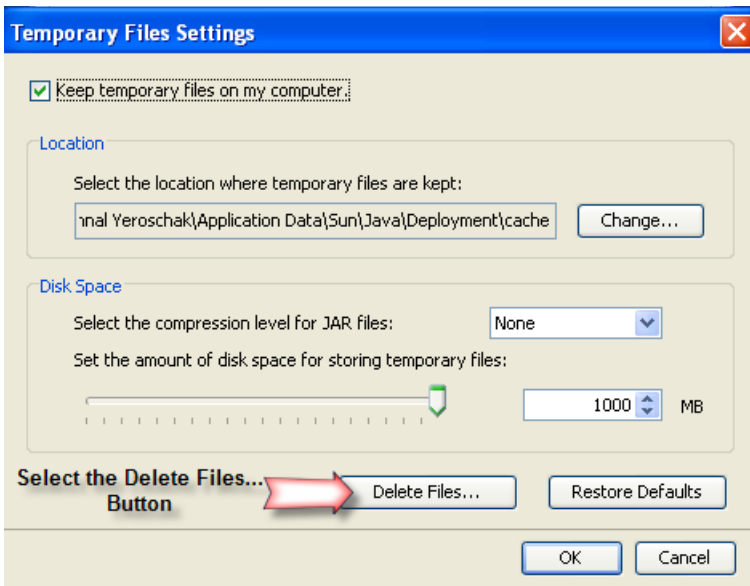 Temporary Files Settings
Keep temporary files on my computer.
Location
Select the location where temporary files are kept:
nnal Yeroschak\Application Data\Sun\Java\Deployment\cache
Change...
Disk Space
Select the compression level for JAR files:
None
Set the amount of disk space for storing temporary files:
1000
MB
Select the Delete Files...
Button
Delete Files...
Restore Defaults
OK
Cancel